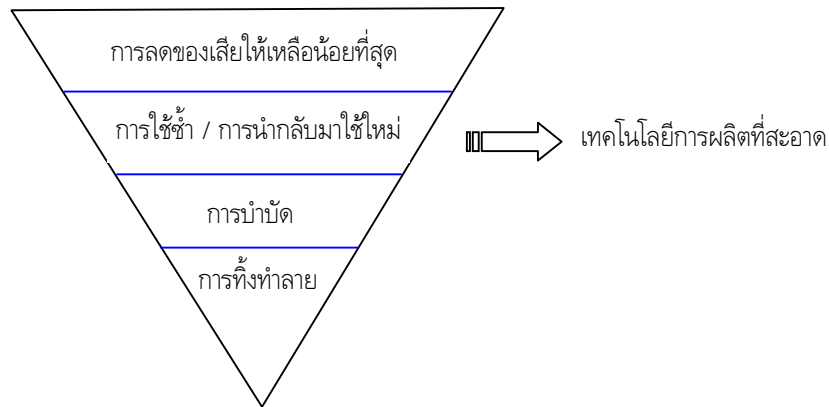 การลดของเสียให้เหลือน้อยที่สุด
การใช้ซ้ำ / การนำกลับมาใช้ใหม่
เทคโนโลยีการผลิตที่สะอาด
การบำบัด
การทิ้งทำลาย